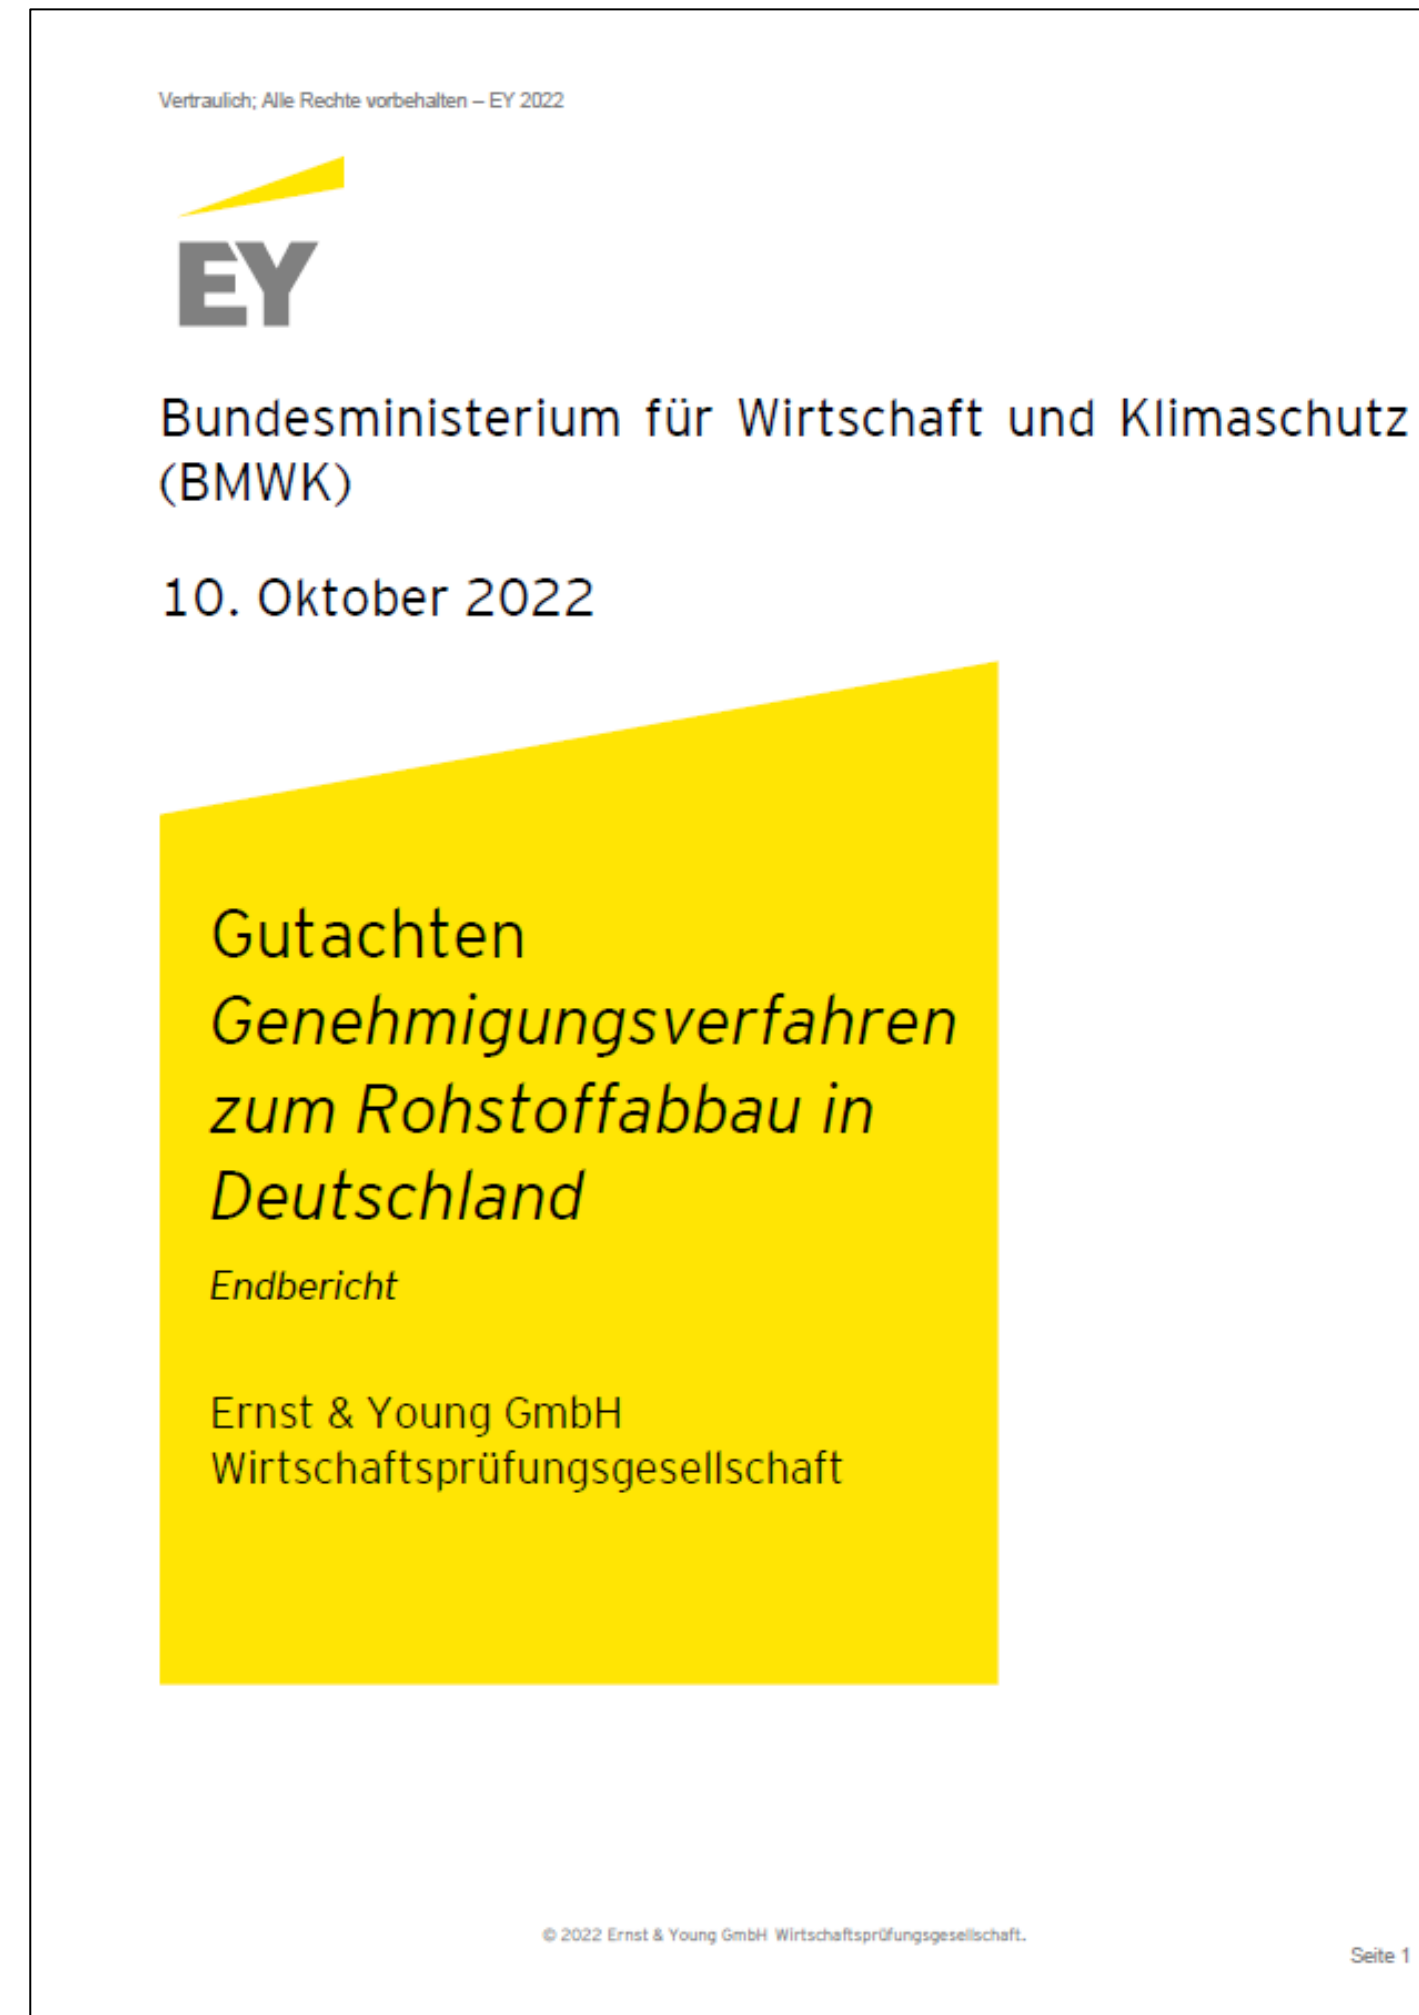 Vertraulich; Alle Rechte vorbehalten – EY 2022
EY
Bundesministerium für Wirtschaft und Klimaschutz
(BMWK)
10. Oktober 2022
Gutachten
Genehmigungsverfahren
zum Rohstoffabbau in
Deutschland
Endbericht
Ernst & Young GmbH
Wirtschaftsprüfungsgesellschaft
© 2022 Ernst & Young GmbH Wirtschaftsprüfungsgesellschaft.
Seite 1